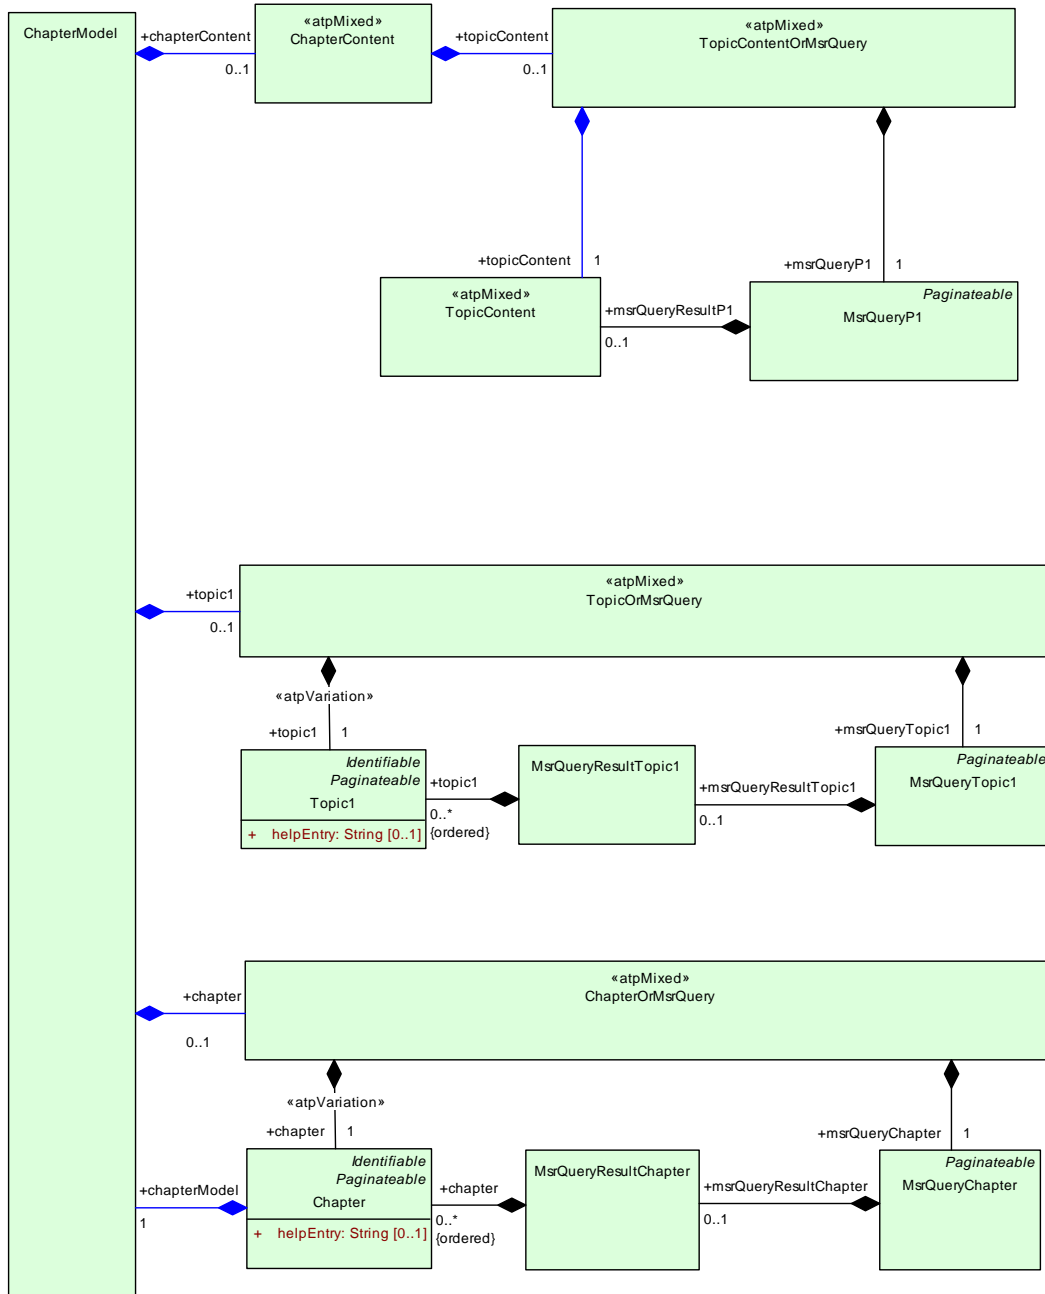 ChapterModel
+chapterContent
0..1
«atpMixed»
ChapterContent
+topicContent
0..1
«atpMixed»
TopicContentOrMsrQuery
+topicContent
1
+msrQueryP1
1
«atpMixed»
TopicContent
+msrQueryResultP1
0..1
Paginateable
MsrQueryP1
+topic1
0..1
«atpMixed»
TopicOrMsrQuery
«atpVariation»
+topic1
1
+msrQueryTopic1
1
Identifiable
Paginateable
Topic1
+ helpEntry: String [0..1]
+topic1
0..*
{ordered}
MsrQueryResultTopic1
+msrQueryResultTopic1
0..1
Paginateable
MsrQueryTopic1
+chapter
0..1
«atpMixed»
ChapterOrMsrQuery
«atpVariation»
+chapter
1
+msrQueryChapter
1
+chapterModel
1
Identifiable
Paginateable
Chapter
+ helpEntry: String [0..1]
+chapter
0..*
{ordered}
MsrQueryResultChapter
+msrQueryResultChapter
0..1
Paginateable
MsrQueryChapter